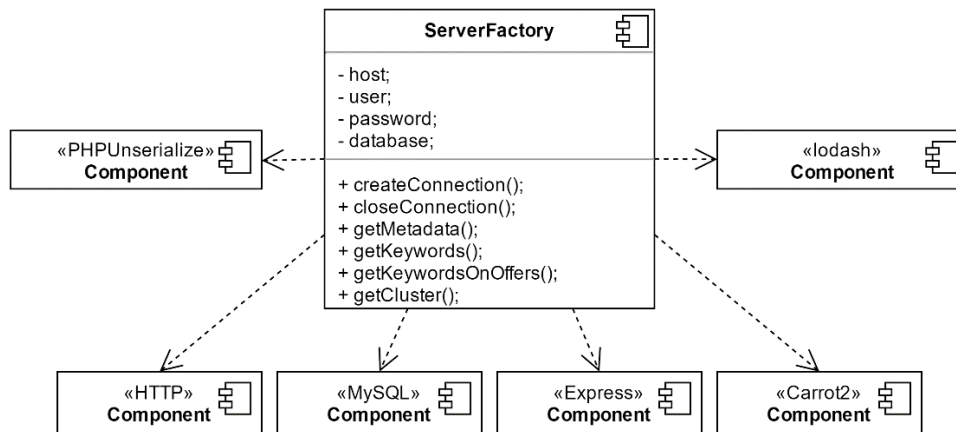 ServerFactory
- host;
- user;
- password;
- database;
+ createConnection();
+ closeConnection();
+ getMetadata();
+ getKeywords();
+ getKeywordsOnOffers();
+ getCluster();
«PHPUnserialize»
Component
«lodash»
Component
«HTTP»
Component
«MySQL»
Component
«Express»
Component
«Carrot2»
Component